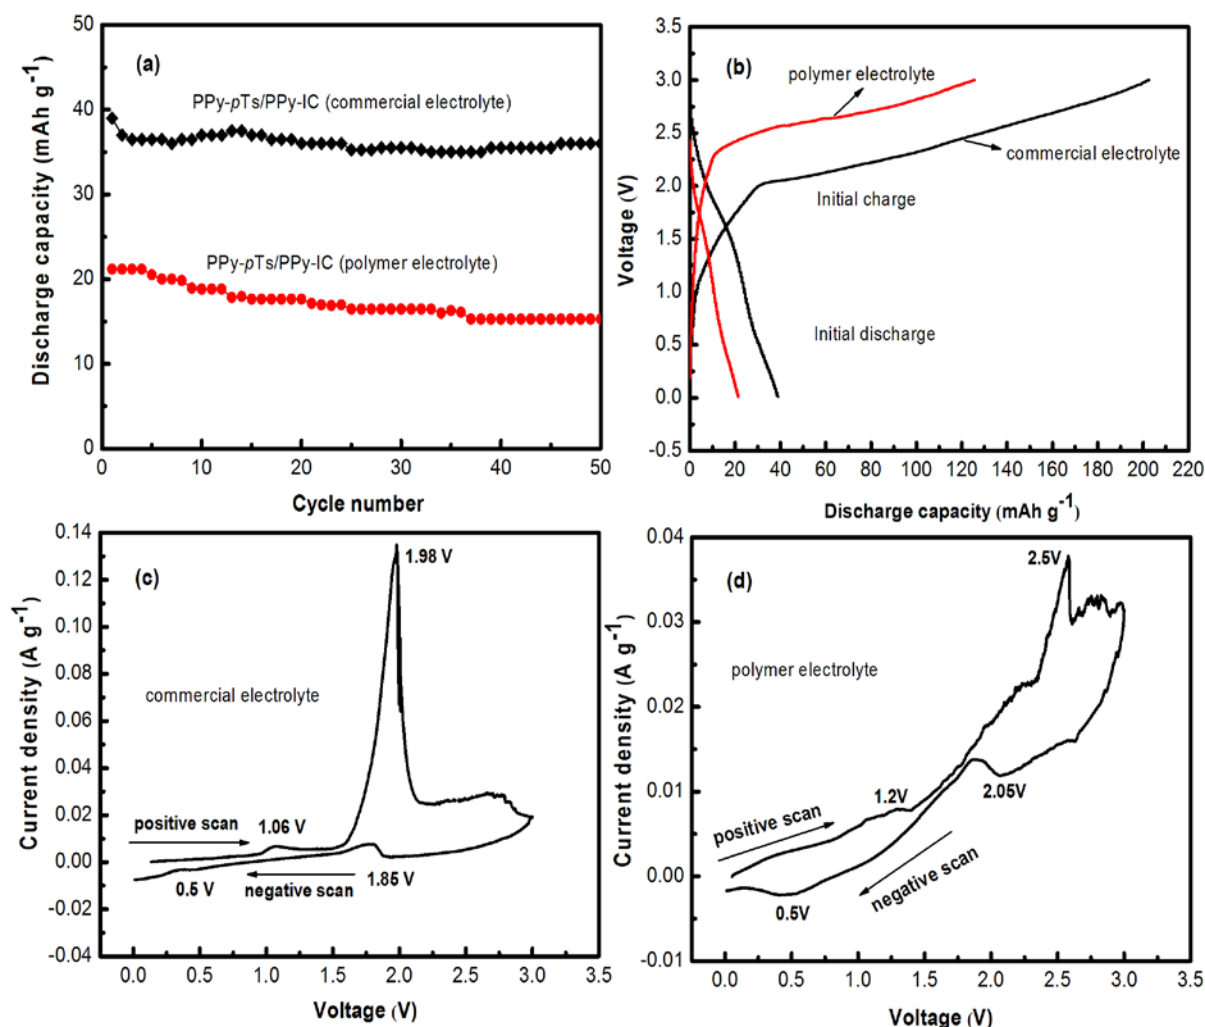 (a)
PPy-pTs/PPy-IC (commercial electrolyte)
PPy-pTs/PPy-IC (polymer electrolyte)
Discharge capacity (mAh g-1)
50
40
30
20
10
0
0 10 20 30 40 50
Cycle number
(b)
polymer electrolyte
commercial electrolyte
Initial charge
Initial discharge
Voltage (V)
3.5
3.0
2.5
2.0
1.5
1.0
0.5
0.0
-0.5
0 20 40 60 80 100 120 140 160 180 200 220
Discharge capacity (mAh g-1)
(c)
1.98 V
commercial electrolyte
positive scan
1.06 V
0.5 V
negative scan
1.85 V
Current density (A g-1)
0.14
0.12
0.10
0.08
0.06
0.04
0.02
0.00
-0.02
-0.04
0.0 0.5 1.0 1.5 2.0 2.5 3.0 3.5
Voltage (V)
(d)
2.5V
polymer electrolyte
1.2V
positive scan
2.05V
negative scan
0.5V
Current density (A g-1)
0.04
0.03
0.02
0.01
0.00
-0.01
0.0 0.5 1.0 1.5 2.0 2.5 3.0 3.5
Voltage (V)